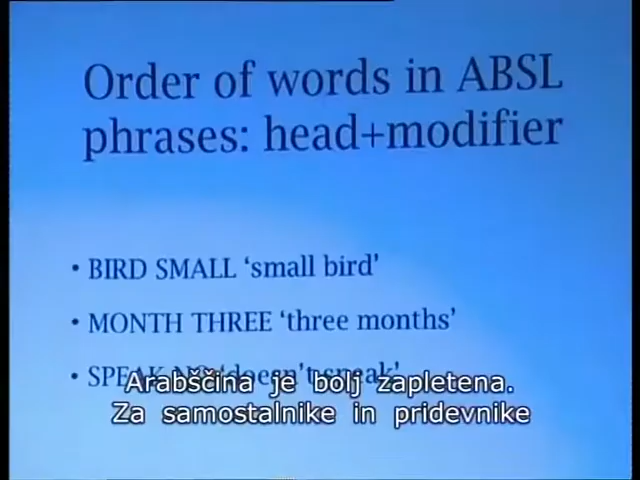 Order of words in ABSL
phrases: head+modifier
• BIRD SMALL ‘small bird’
• MONTH THREE ‘three months’
• SPEAK NO ‘doesn't speak’
Arabščina je bolj zapletena.
Za samostalnike in pridevnike